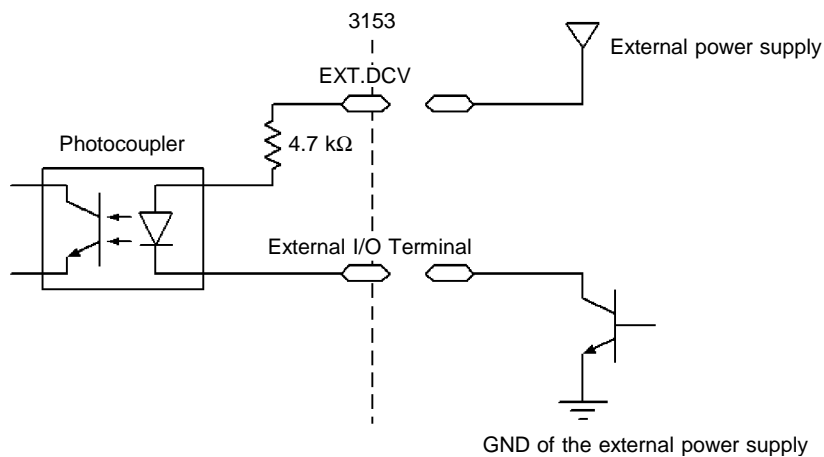 3153
External power supply
EXT.DCV
4.7 kΩ
Photocoupler
External I/O Terminal
GND of the external power supply